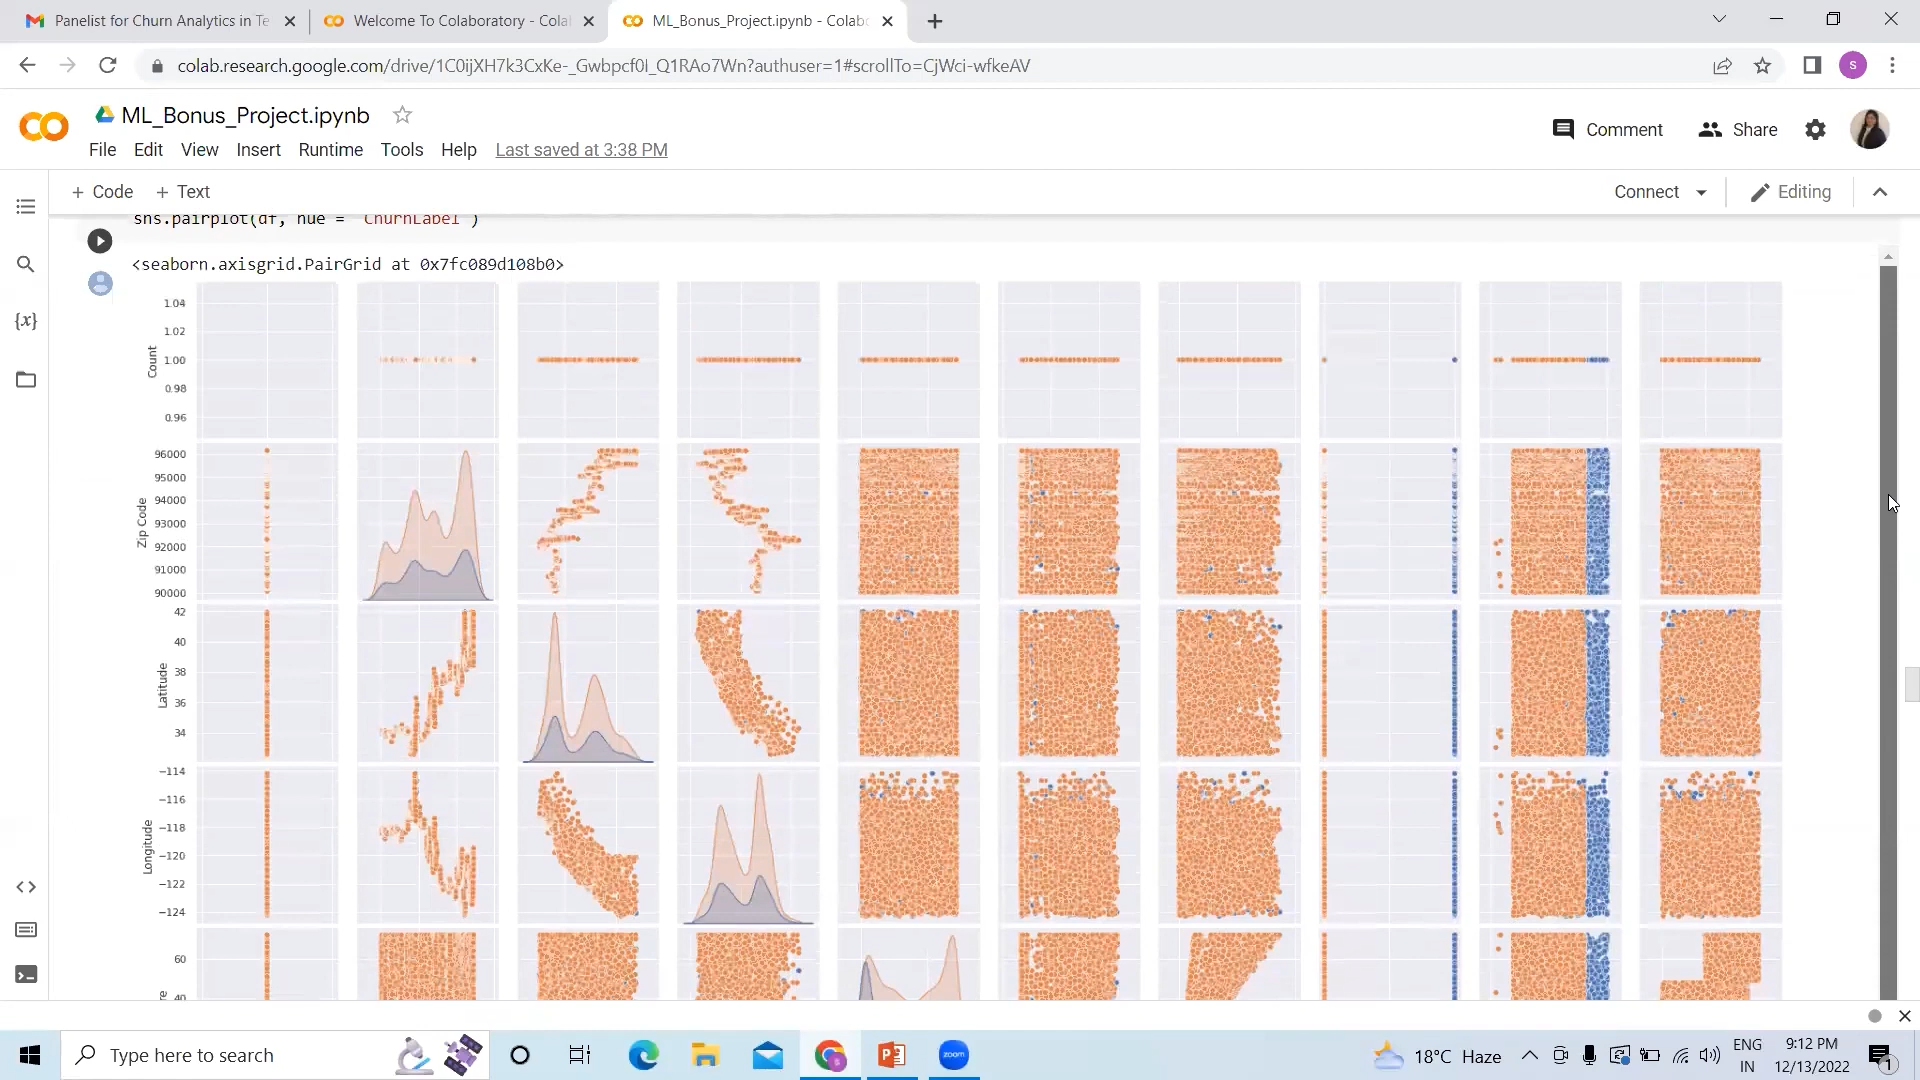 Panelist for Churn Analytics in Te
Welcome To Colaboratory - Cola
ML_Bonus_Project.ipynb - Colabo
colab.research.google.com/drive/1C0ijXH7k3CxKe-_Gwbpcf0I_Q1RAo7Wn?authuser=1#scrollTo=CjWci-wfkeAV
S
ML_Bonus_Project.ipynb
Comment
Share
File Edit View Insert Runtime Tools Help Last saved at 3:38 PM
+ Code + Text
Connect
Editing
sns.pairplot(df, hue = 'ChurnLabel')
<seaborn.axisgrid.PairGrid at 0x7fc089d108b0>
{x}
1.04
1.02
1.00
0.98
0.96
Count
96000
95000
94000
93000
92000
91000
90000
Zip Code
42
40
38
36
34
Latitude
−114
−116
−118
−120
−122
−124
Longitude
60
40
Type here to search
zoom
18°C Haze
ENG
IN
9:12 PM
12/13/2022
1